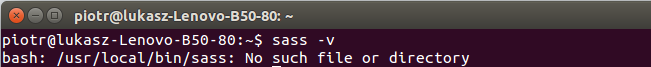 piotr@lukasz-Lenovo-B50-80: ~
piotr@lukasz-Lenovo-B50-80:~$ sass -v
bash: /usr/local/bin/sass: No such file or directory